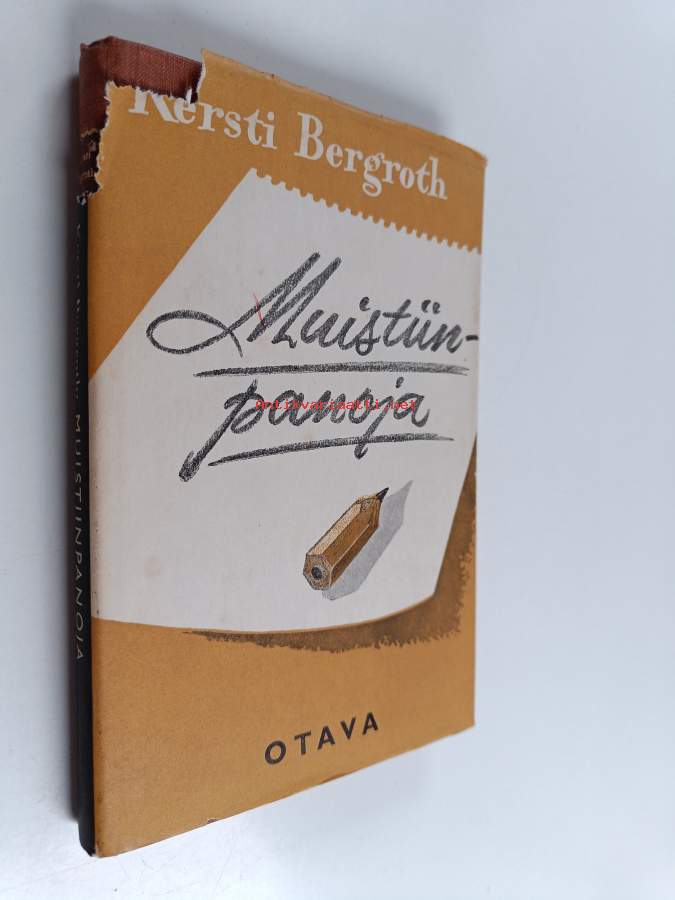 Kersti Bergroth
Muistiin-
panoja
Antikvariaatti.net
OTAVA
MUISTIINPANOJA